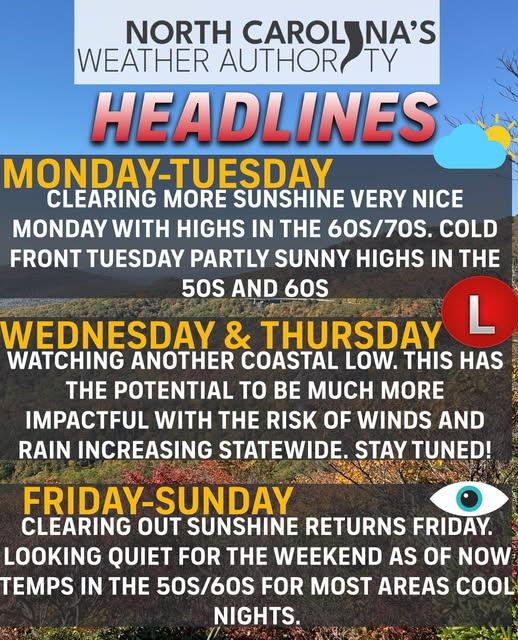 NORTH CAROLINA'S
WEATHER AUTHORITY
HEADLINES
MONDAY-TUESDAY
CLEARING MORE SUNSHINE VERY NICE
MONDAY WITH HIGHS IN THE 60S/70S. COLD
FRONT TUESDAY PARTLY SUNNY HIGHS IN THE
50S AND 60S
L
WEDNESDAY & THURSDAY
WATCHING ANOTHER COASTAL LOW. THIS HAS
THE POTENTIAL TO BE MUCH MORE
IMPACTFUL WITH THE RISK OF WINDS AND
RAIN INCREASING STATEWIDE. STAY TUNED!
FRIDAY-SUNDAY
CLEARING OUT SUNSHINE RETURNS FRIDAY.
LOOKING QUIET FOR THE WEEKEND AS OF NOW
TEMPS IN THE 50S/60S FOR MOST AREAS COOL
NIGHTS.